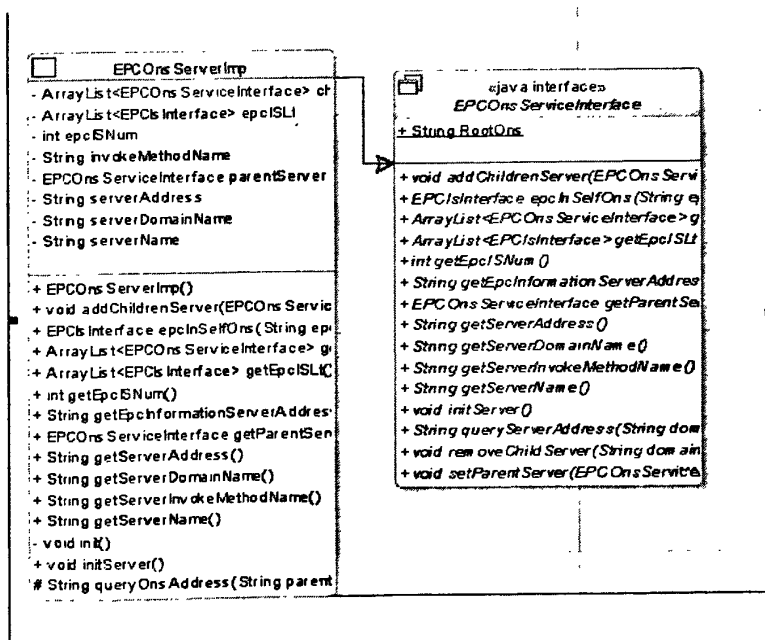 EPCOnsServerImp
- ArrayList<EPCOnsServiceInterface> ch
- ArrayList<EPCIsInterface> epcISLt
- int epcISNum
- String invokeMethodName
- EPCOnsServiceInterface parentServer
- String serverAddress
- String serverDomainName
- String serverName
+ EPCOnsServerImp()
+ void addChildrenServer(EPCOnsServic
+ EPCIsInterface epcInSelfOns(String epc
+ ArrayList<EPCOnsServiceInterface> ge
+ ArrayList<EPCIsInterface> getEpcISLt()
+ int getEpcISNum()
+ String getEpcInformationServerAddres
+ EPCOnsServiceInterface getParentSer
+ String getServerAddress()
+ String getServerDomainName()
+ String getServerInvokeMethodName()
+ String getServerName()
- void init()
+ void initServer()
# String queryOnsAddress(String parent
«java interface»
EPCOnsServiceInterface
+ String RootOns
+ void addChildrenServer(EPCOnsServi
+ EPCIsInterface epcInSelfOns(String e
+ ArrayList<EPCOnsServiceInterface> g
+ ArrayList<EPCIsInterface> getEpcISLt
+ int getEpcISNum()
+ String getEpcInformationServerAddres
+ EPCOnsServiceInterface getParentSe
+ String getServerAddress()
+ String getServerDomainName()
+ String getServerInvokeMethodName()
+ String getServerName()
+ void initServer()
+ String queryServerAddress(String dom
+ void removeChildServer(String domain
+ void setParentServer(EPCOnsService